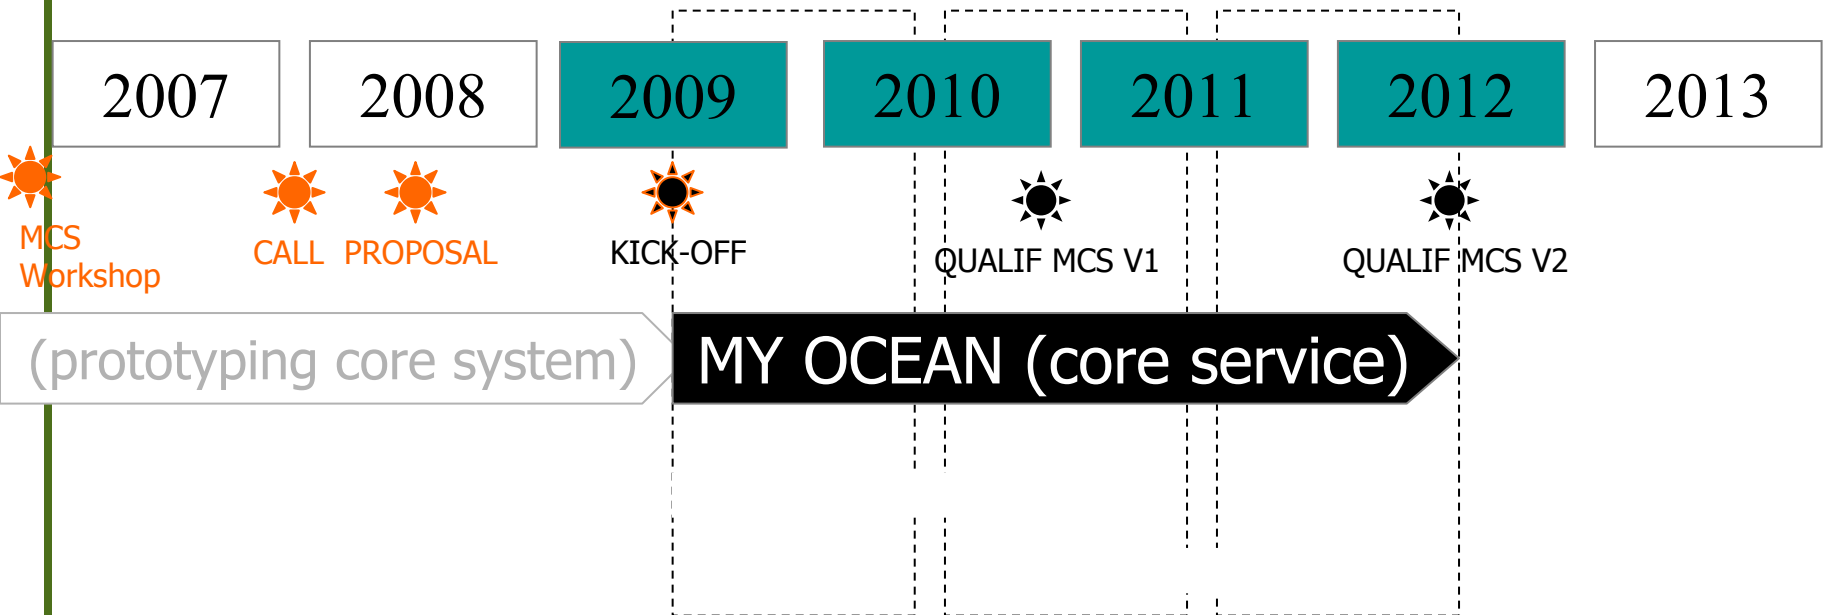 2007 2008 2009 2010 2011 2012 2013
MCS
Workshop
CALL PROPOSAL KICK-OFF QUALIF MCS V1 QUALIF MCS V2
(prototyping core system) MY OCEAN (core service)